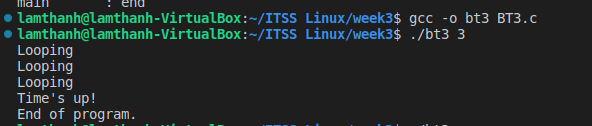 main : end
lamthanh@lamthanh-VirtualBox:~/ITSS Linux/week3$ gcc -o bt3 BT3.c
lamthanh@lamthanh-VirtualBox:~/ITSS Linux/week3$ ./bt3 3
Looping
Looping
Looping
Time's up!
End of program.